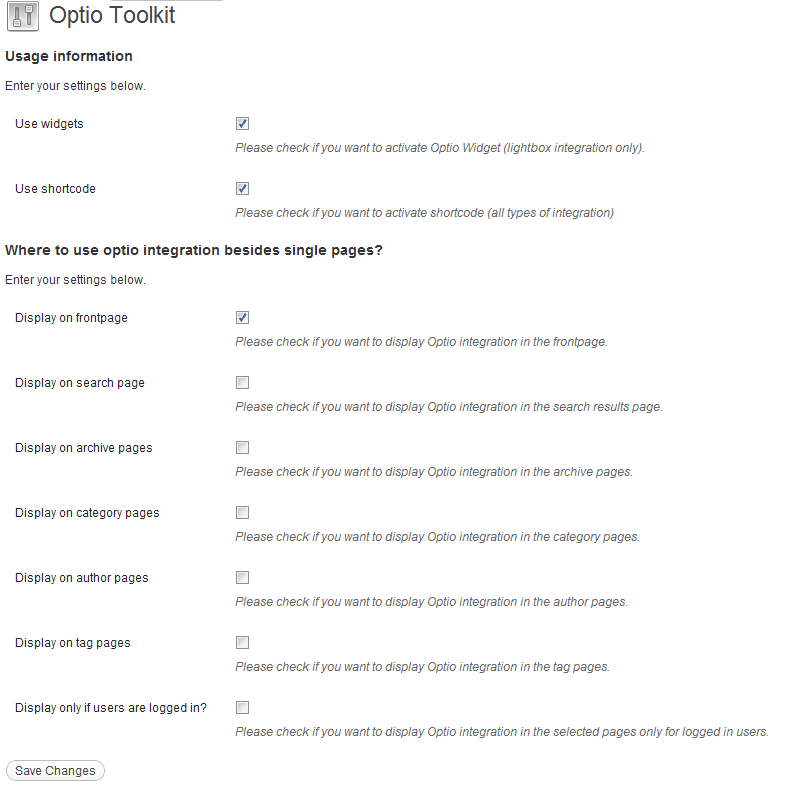 Optio Toolkit
Usage information
Enter your settings below.
Use widgets
Please check if you want to activate Optio Widget (lightbox integration only).
Use shortcode
Please check if you want to activate shortcode (all types of integration)
Where to use optio integration besides single pages?
Enter your settings below.
Display on frontpage
Please check if you want to display Optio integration in the frontpage.
Display on search page
Please check if you want to display Optio integration in the search results page.
Display on archive pages
Please check if you want to display Optio integration in the archive pages.
Display on category pages
Please check if you want to display Optio integration in the category pages.
Display on author pages
Please check if you want to display Optio integration in the author pages.
Display on tag pages
Please check if you want to display Optio integration in the tag pages.
Display only if users are logged in?
Please check if you want to display Optio integration in the selected pages only for logged in users.
Save Changes